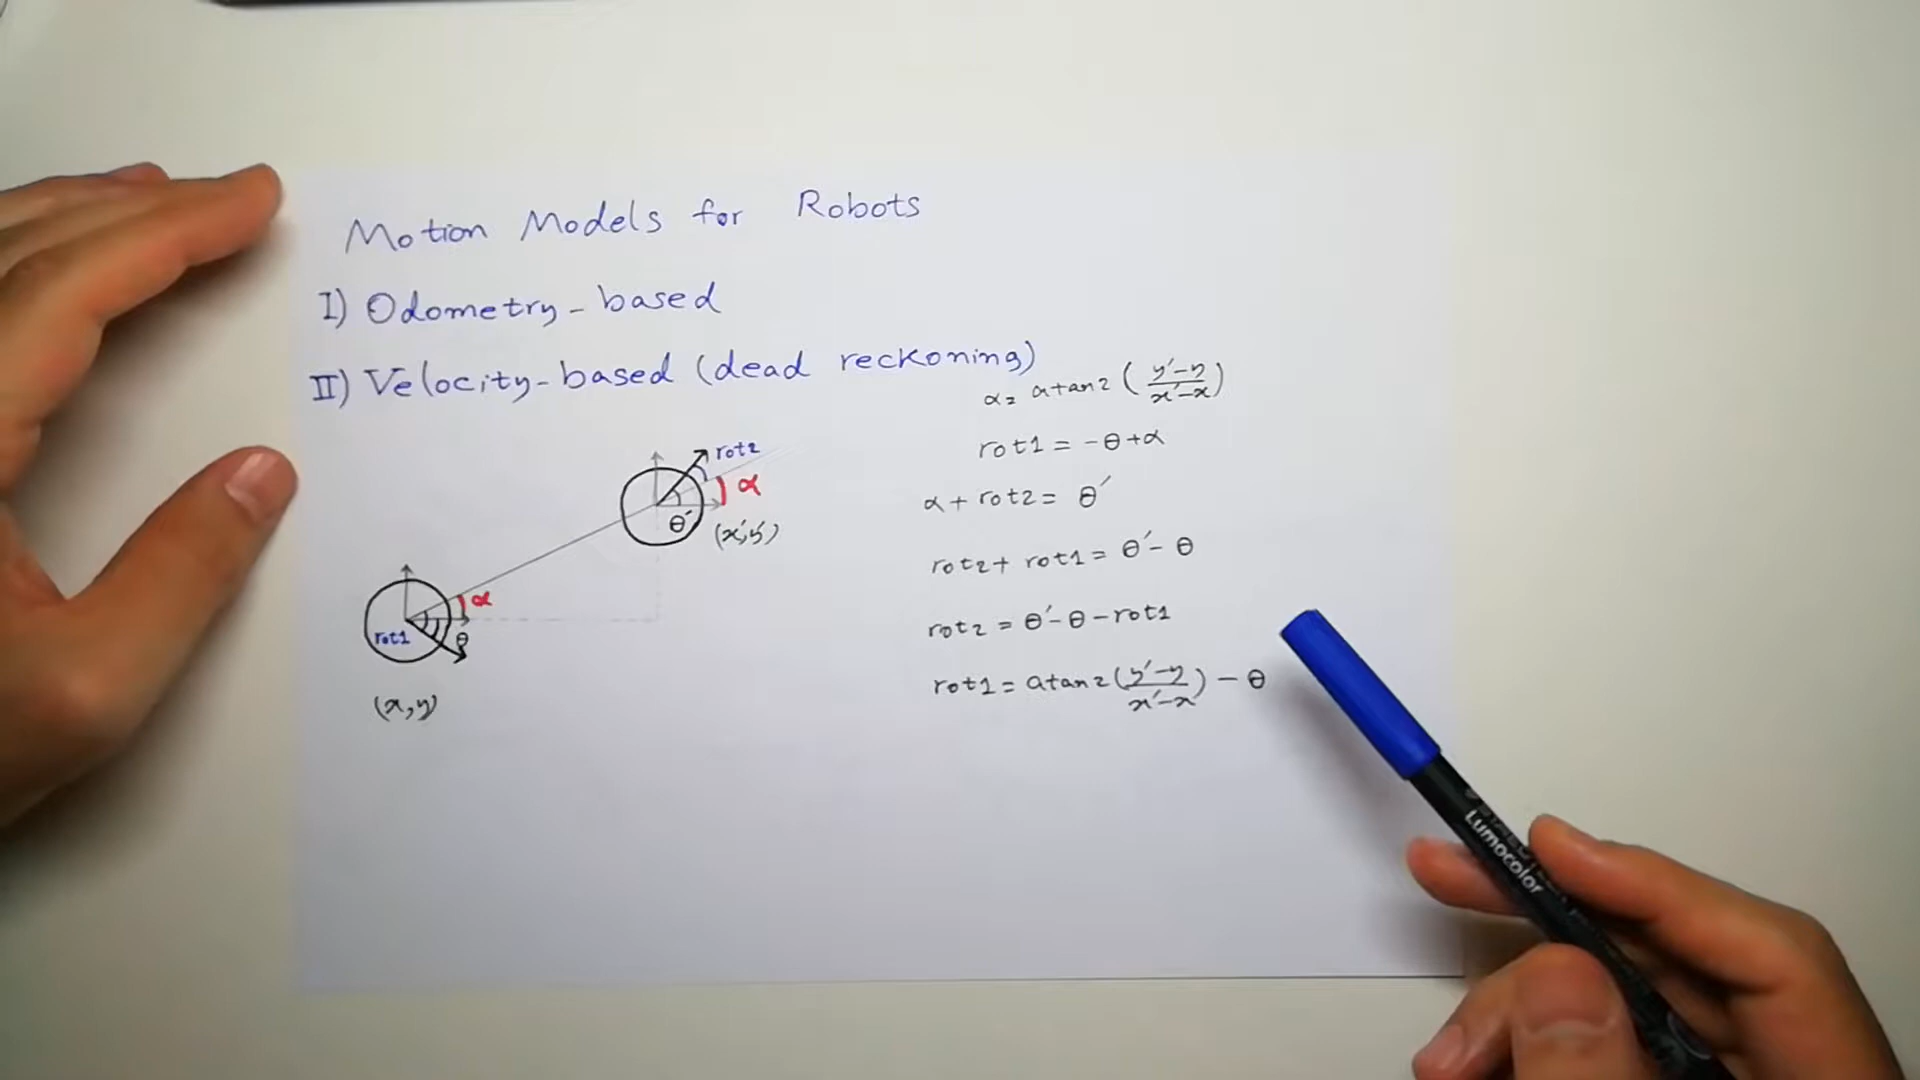 Motion Models for Robots
I) Odometry-based
II) Velocity-based (dead reckoning)
α = atan2 ( y′-y / x′-x )
rot1 = -θ+α
α + rot2 = θ′
rot2 + rot1 = θ′- θ
rot2 = θ′- θ - rot1
rot1 = atan2 ( y′-y / x′-x ) - θ
rot2
α
θ′
(x′,y′)
α
rot1
θ
(x,y)
Lumocolor